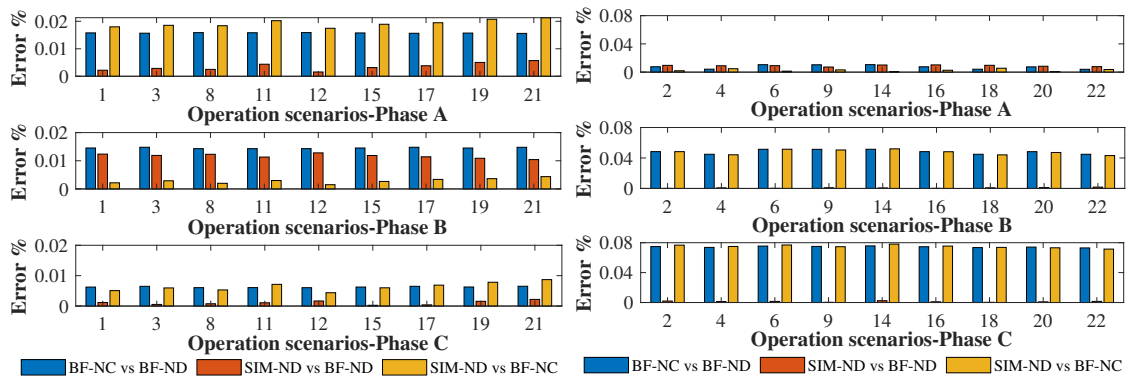 Error %
0.02
0.01
0
1 3 8 11 12 15 17 19 21
Operation scenarios-Phase A
Error %
0.02
0.01
0
1 3 8 11 12 15 17 19 21
Operation scenarios-Phase B
Error %
0.02
0.01
0
1 3 8 11 12 15 17 19 21
Operation scenarios-Phase C
BF-NC vs BF-ND SIM-ND vs BF-ND SIM-ND vs BF-NC
Error %
0.08
0.04
0
2 4 6 9 14 16 18 20 22
Operation scenarios-Phase A
Error %
0.08
0.04
0
2 4 6 9 14 16 18 20 22
Operation scenarios-Phase B
Error %
0.08
0.04
0
2 4 6 9 14 16 18 20 22
Operation scenarios-Phase C
BF-NC vs BF-ND SIM-ND vs BF-ND SIM-ND vs BF-NC